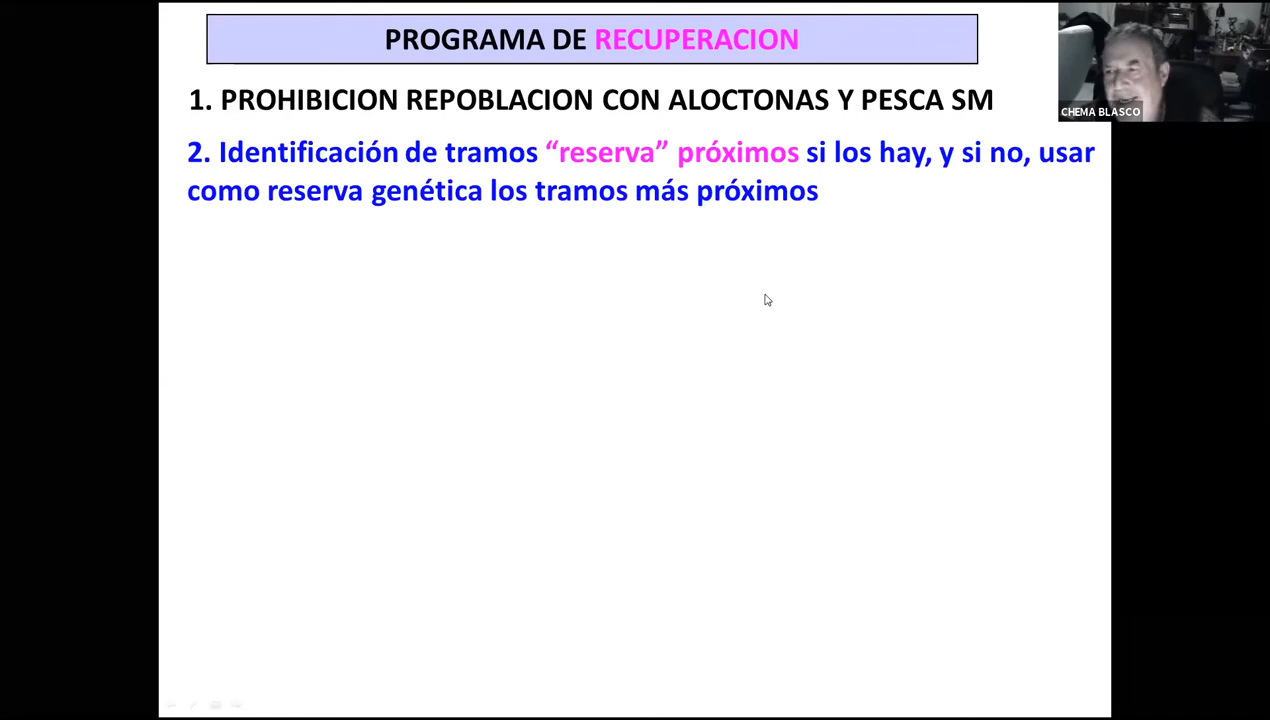 PROGRAMA DE RECUPERACION
CHEMA BLASCO
1. PROHIBICION REPOBLACION CON ALOCTONAS Y PESCA SM
2. Identificación de tramos “reserva” próximos si los hay, y si no, usar
como reserva genética los tramos más próximos